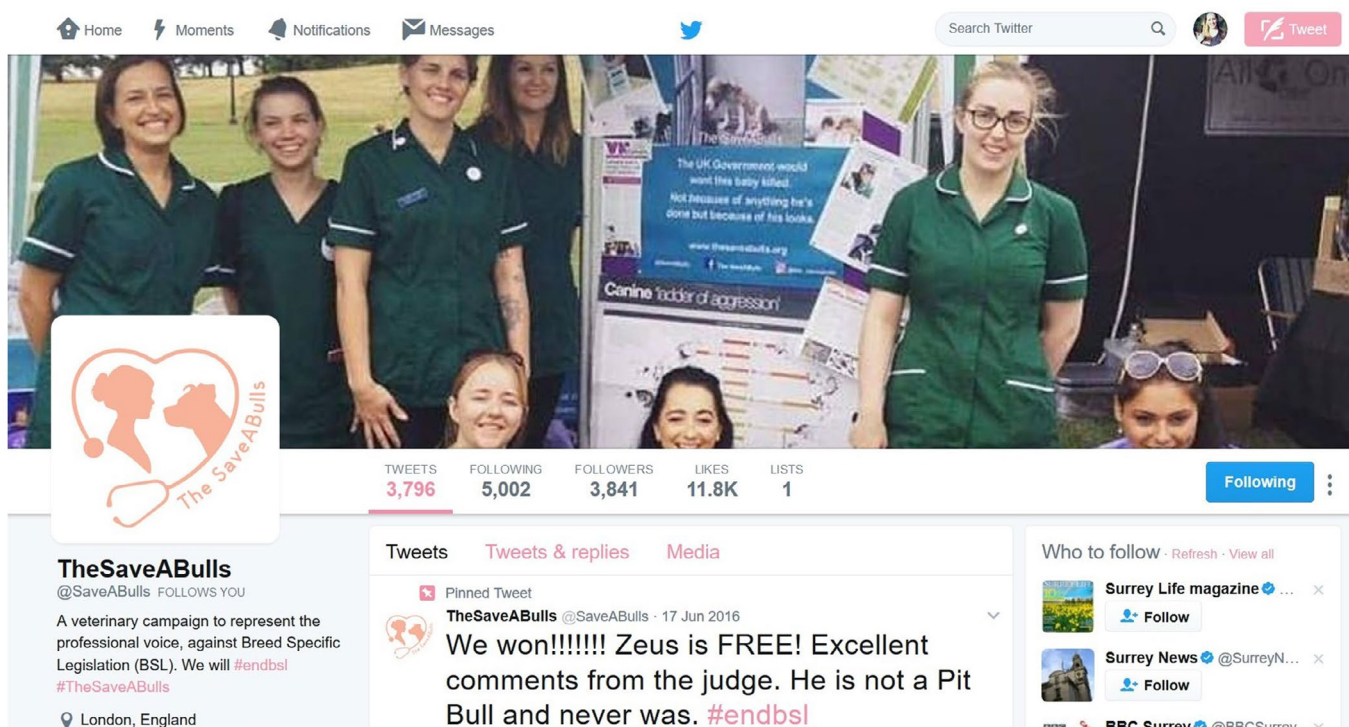 Home
Moments
Notifications
Messages
Search Twitter
Tweet
All
On
The SaveABulls
The UK Government would
want this baby killed.
Not because of anything he's
done but because of his looks.
www.thesaveabulls.org
Canine 'ladder of aggression'
The SaveABulls
TWEETS FOLLOWING FOLLOWERS LIKES LISTS
3,796 5,002 3,841 11.8K 1
Following
TheSaveABulls
@SaveABulls FOLLOWS YOU
A veterinary campaign to represent the
professional voice, against Breed Specific
Legislation (BSL). We will #endbsl
#TheSaveABulls
London, England
Tweets Tweets & replies Media
Pinned Tweet
TheSaveABulls @SaveABulls · 17 Jun 2016
We won!!!!!!! Zeus is FREE! Excellent
comments from the judge. He is not a Pit
Bull and never was. #endbsl
Who to follow · Refresh · View all
Surrey Life magazine ...
Follow
Surrey News @SurreyN...
Follow
BBC Surrey @BBCSurrey